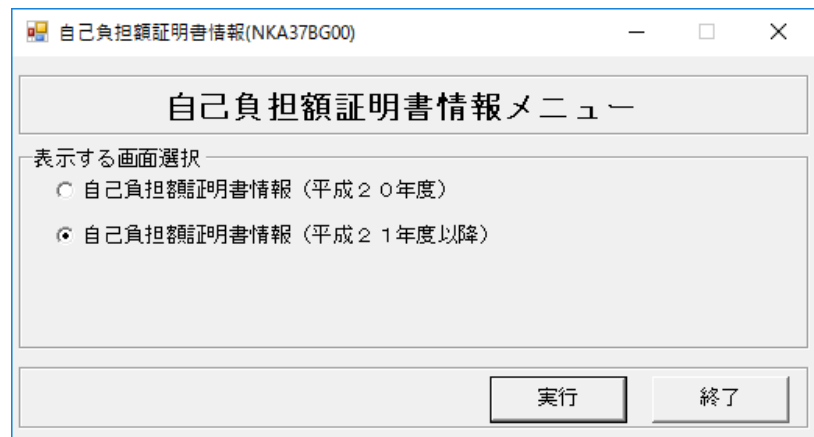 自己負担額証明書情報(NKA37BG00)
自己負担額証明書情報メニュー
表示する画面選択
自己負担額証明書情報（平成２０年度）
自己負担額証明書情報（平成２１年度以降）
実行 終了